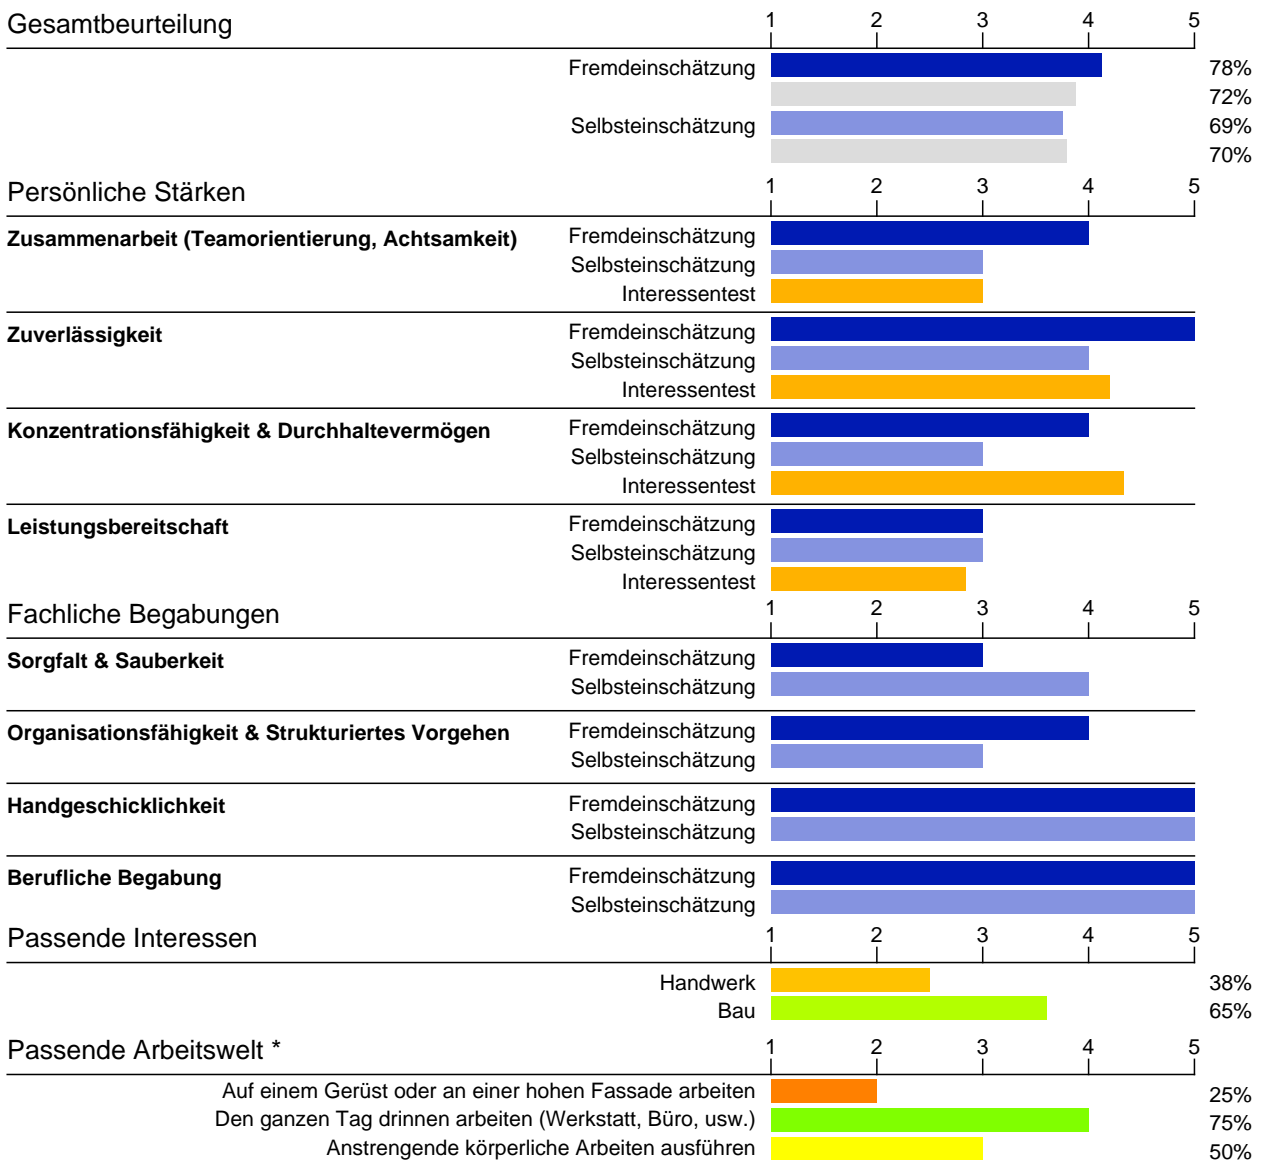 Gesamtbeurteilung 1 2 3 4 5
Fremdeinschätzung 78%
72%
Selbsteinschätzung 69%
70%
Persönliche Stärken 1 2 3 4 5
Zusammenarbeit (Teamorientierung, Achtsamkeit) Fremdeinschätzung
Selbsteinschätzung
Interessentest
Zuverlässigkeit Fremdeinschätzung
Selbsteinschätzung
Interessentest
Konzentrationsfähigkeit & Durchhaltevermögen Fremdeinschätzung
Selbsteinschätzung
Interessentest
Leistungsbereitschaft Fremdeinschätzung
Selbsteinschätzung
Interessentest
Fachliche Begabungen 1 2 3 4 5
Sorgfalt & Sauberkeit Fremdeinschätzung
Selbsteinschätzung
Organisationsfähigkeit & Strukturiertes Vorgehen Fremdeinschätzung
Selbsteinschätzung
Handgeschicklichkeit Fremdeinschätzung
Selbsteinschätzung
Berufliche Begabung Fremdeinschätzung
Selbsteinschätzung
Passende Interessen 1 2 3 4 5
Handwerk 38%
Bau 65%
Passende Arbeitswelt * 1 2 3 4 5
Auf einem Gerüst oder an einer hohen Fassade arbeiten 25%
Den ganzen Tag drinnen arbeiten (Werkstatt, Büro, usw.) 75%
Anstrengende körperliche Arbeiten ausführen 50%